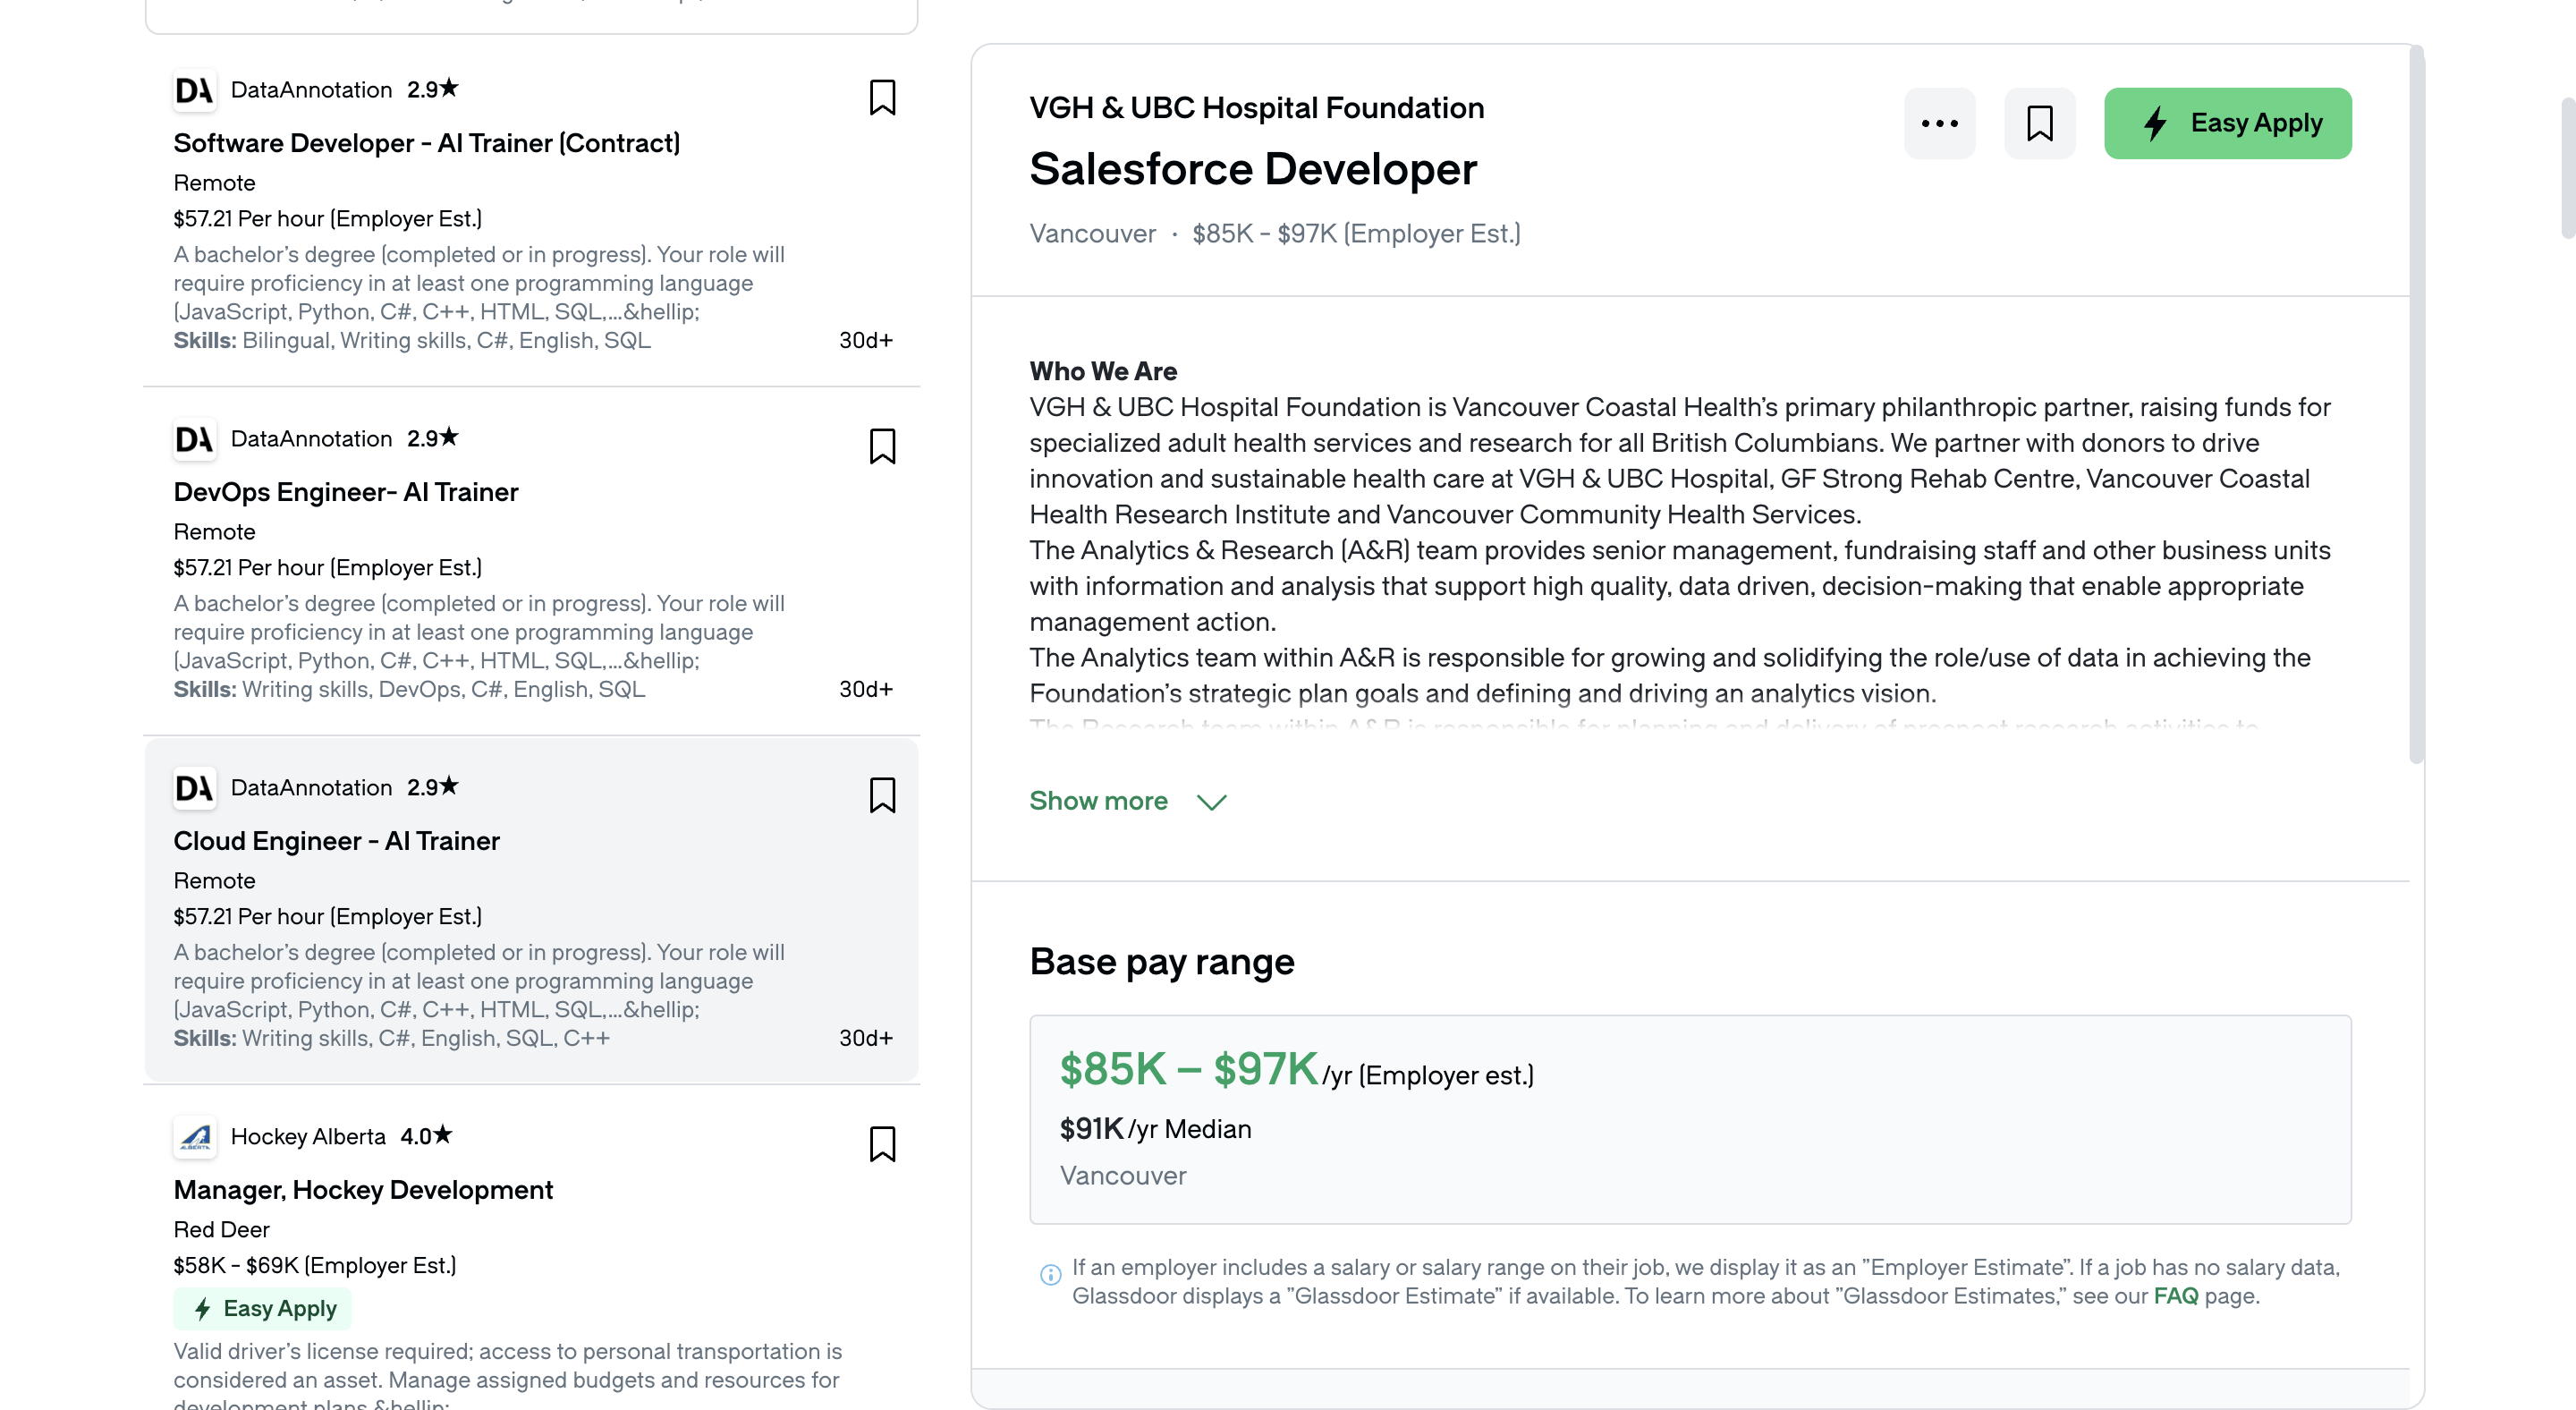 DataAnnotation 2.9★
Software Developer - AI Trainer (Contract)
Remote
$57.21 Per hour (Employer Est.)
A bachelor's degree (completed or in progress). Your role will
require proficiency in at least one programming language
(JavaScript, Python, C#, C++, HTML, SQL,...&hellip;
Skills: Bilingual, Writing skills, C#, English, SQL
30d+
DataAnnotation 2.9★
DevOps Engineer- AI Trainer
Remote
$57.21 Per hour (Employer Est.)
A bachelor's degree (completed or in progress). Your role will
require proficiency in at least one programming language
(JavaScript, Python, C#, C++, HTML, SQL,...&hellip;
Skills: Writing skills, DevOps, C#, English, SQL
30d+
DataAnnotation 2.9★
Cloud Engineer - AI Trainer
Remote
$57.21 Per hour (Employer Est.)
A bachelor's degree (completed or in progress). Your role will
require proficiency in at least one programming language
(JavaScript, Python, C#, C++, HTML, SQL,...&hellip;
Skills: Writing skills, C#, English, SQL, C++
30d+
Hockey Alberta 4.0★
Manager, Hockey Development
Red Deer
$58K - $69K (Employer Est.)
Easy Apply
Valid driver's license required; access to personal transportation is
considered an asset. Manage assigned budgets and resources for
development plans &hellip;
VGH & UBC Hospital Foundation
Salesforce Developer
Vancouver · $85K - $97K (Employer Est.)
Easy Apply
Who We Are
VGH & UBC Hospital Foundation is Vancouver Coastal Health's primary philanthropic partner, raising funds for
specialized adult health services and research for all British Columbians. We partner with donors to drive
innovation and sustainable health care at VGH & UBC Hospital, GF Strong Rehab Centre, Vancouver Coastal
Health Research Institute and Vancouver Community Health Services.
The Analytics & Research (A&R) team provides senior management, fundraising staff and other business units
with information and analysis that support high quality, data driven, decision-making that enable appropriate
management action.
The Analytics team within A&R is responsible for growing and solidifying the role/use of data in achieving the
Foundation's strategic plan goals and defining and driving an analytics vision.
The Research team within A&R is responsible for planning and delivery of prospect research activities to
Show more
Base pay range
$85K – $97K/yr (Employer est.)
$91K/yr Median
Vancouver
If an employer includes a salary or salary range on their job, we display it as an "Employer Estimate". If a job has no salary data,
Glassdoor displays a "Glassdoor Estimate" if available. To learn more about "Glassdoor Estimates," see our FAQ page.